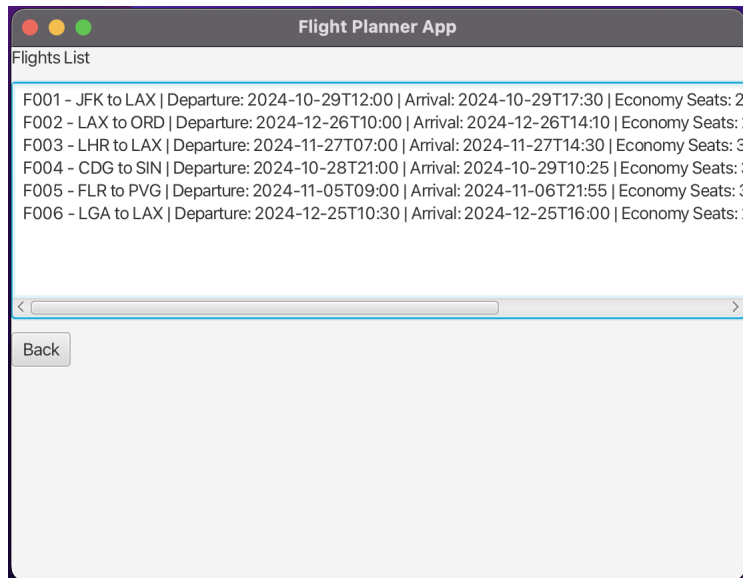 Flight Planner App
Flights List
F001 - JFK to LAX | Departure: 2024-10-29T12:00 | Arrival: 2024-10-29T17:30 | Economy Seats: 2
F002 - LAX to ORD | Departure: 2024-12-26T10:00 | Arrival: 2024-12-26T14:10 | Economy Seats:
F003 - LHR to LAX | Departure: 2024-11-27T07:00 | Arrival: 2024-11-27T14:30 | Economy Seats: 3
F004 - CDG to SIN | Departure: 2024-10-28T21:00 | Arrival: 2024-10-29T10:25 | Economy Seats:
F005 - FLR to PVG | Departure: 2024-11-05T09:00 | Arrival: 2024-11-06T21:55 | Economy Seats:
F006 - LGA to LAX | Departure: 2024-12-25T10:30 | Arrival: 2024-12-25T16:00 | Economy Seats:
Back